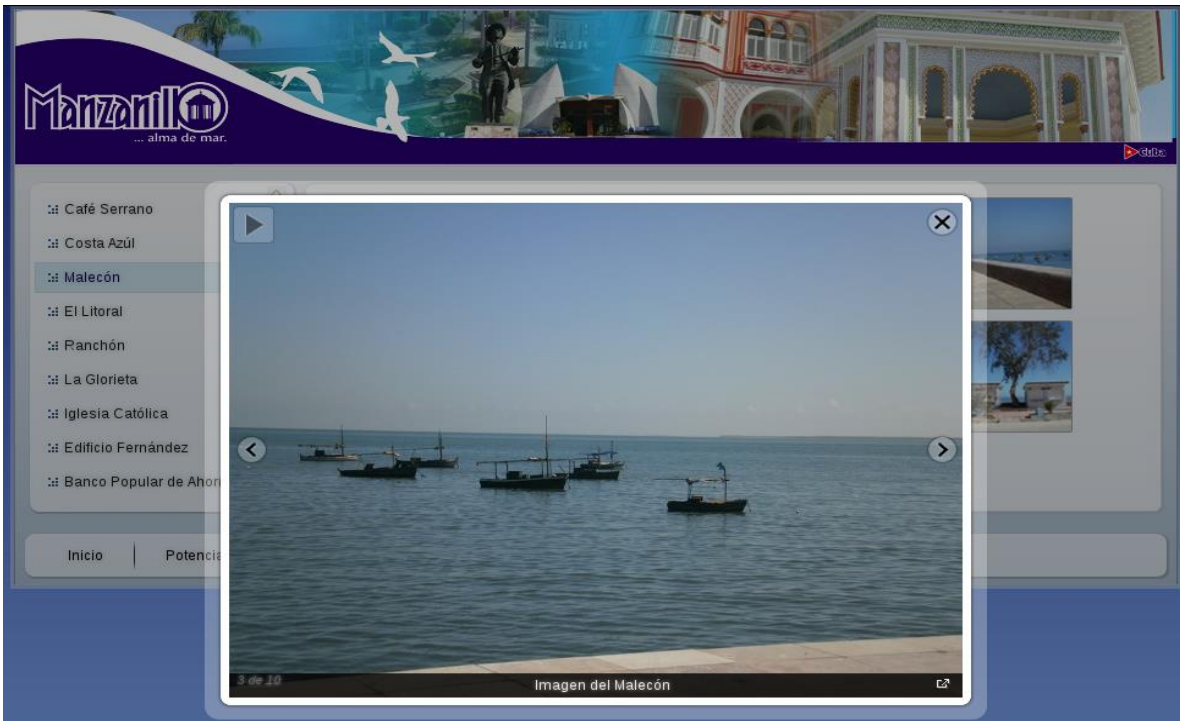 Manzanillo
... alma de mar.
Cuba
Café Serrano
Costa Azúl
Malecón
El Litoral
Ranchón
La Glorieta
Iglesia Católica
Edificio Fernández
Banco Popular de Ahor
Inicio
Potencia
3 de 10
Imagen del Malecón